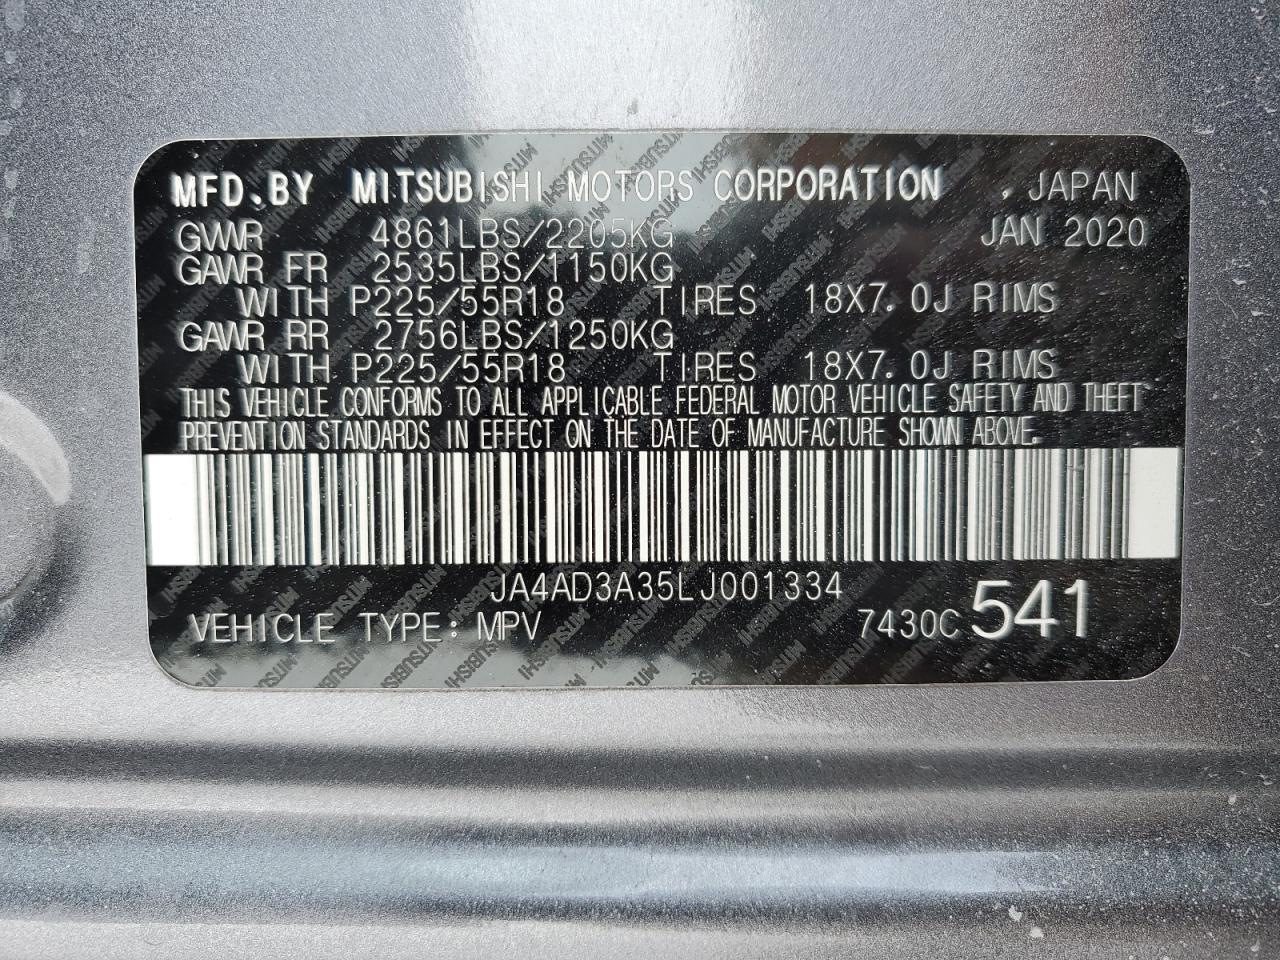 MFD.BY MITSUBISHI MOTORS CORPORATION , JAPAN
GVWR 4861LBS/2205KG JAN 2020
GAWR FR 2535LBS/1150KG
WITH P225/55R18 TIRES 18X7.0J RIMS
GAWR RR 2756LBS/1250KG
WITH P225/55R18 TIRES 18X7.0J RIMS
THIS VEHICLE CONFORMS TO ALL APPLICABLE FEDERAL MOTOR VEHICLE SAFETY AND THEFT
PREVENTION STANDARDS IN EFFECT ON THE DATE OF MANUFACTURE SHOWN ABOVE.
JA4AD3A35LJ001334
VEHICLE TYPE: MPV 7430C 541